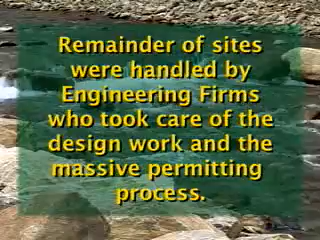 Remainder of sites
were handled by
Engineering Firms
who took care of the
design work and the
massive permitting
process.